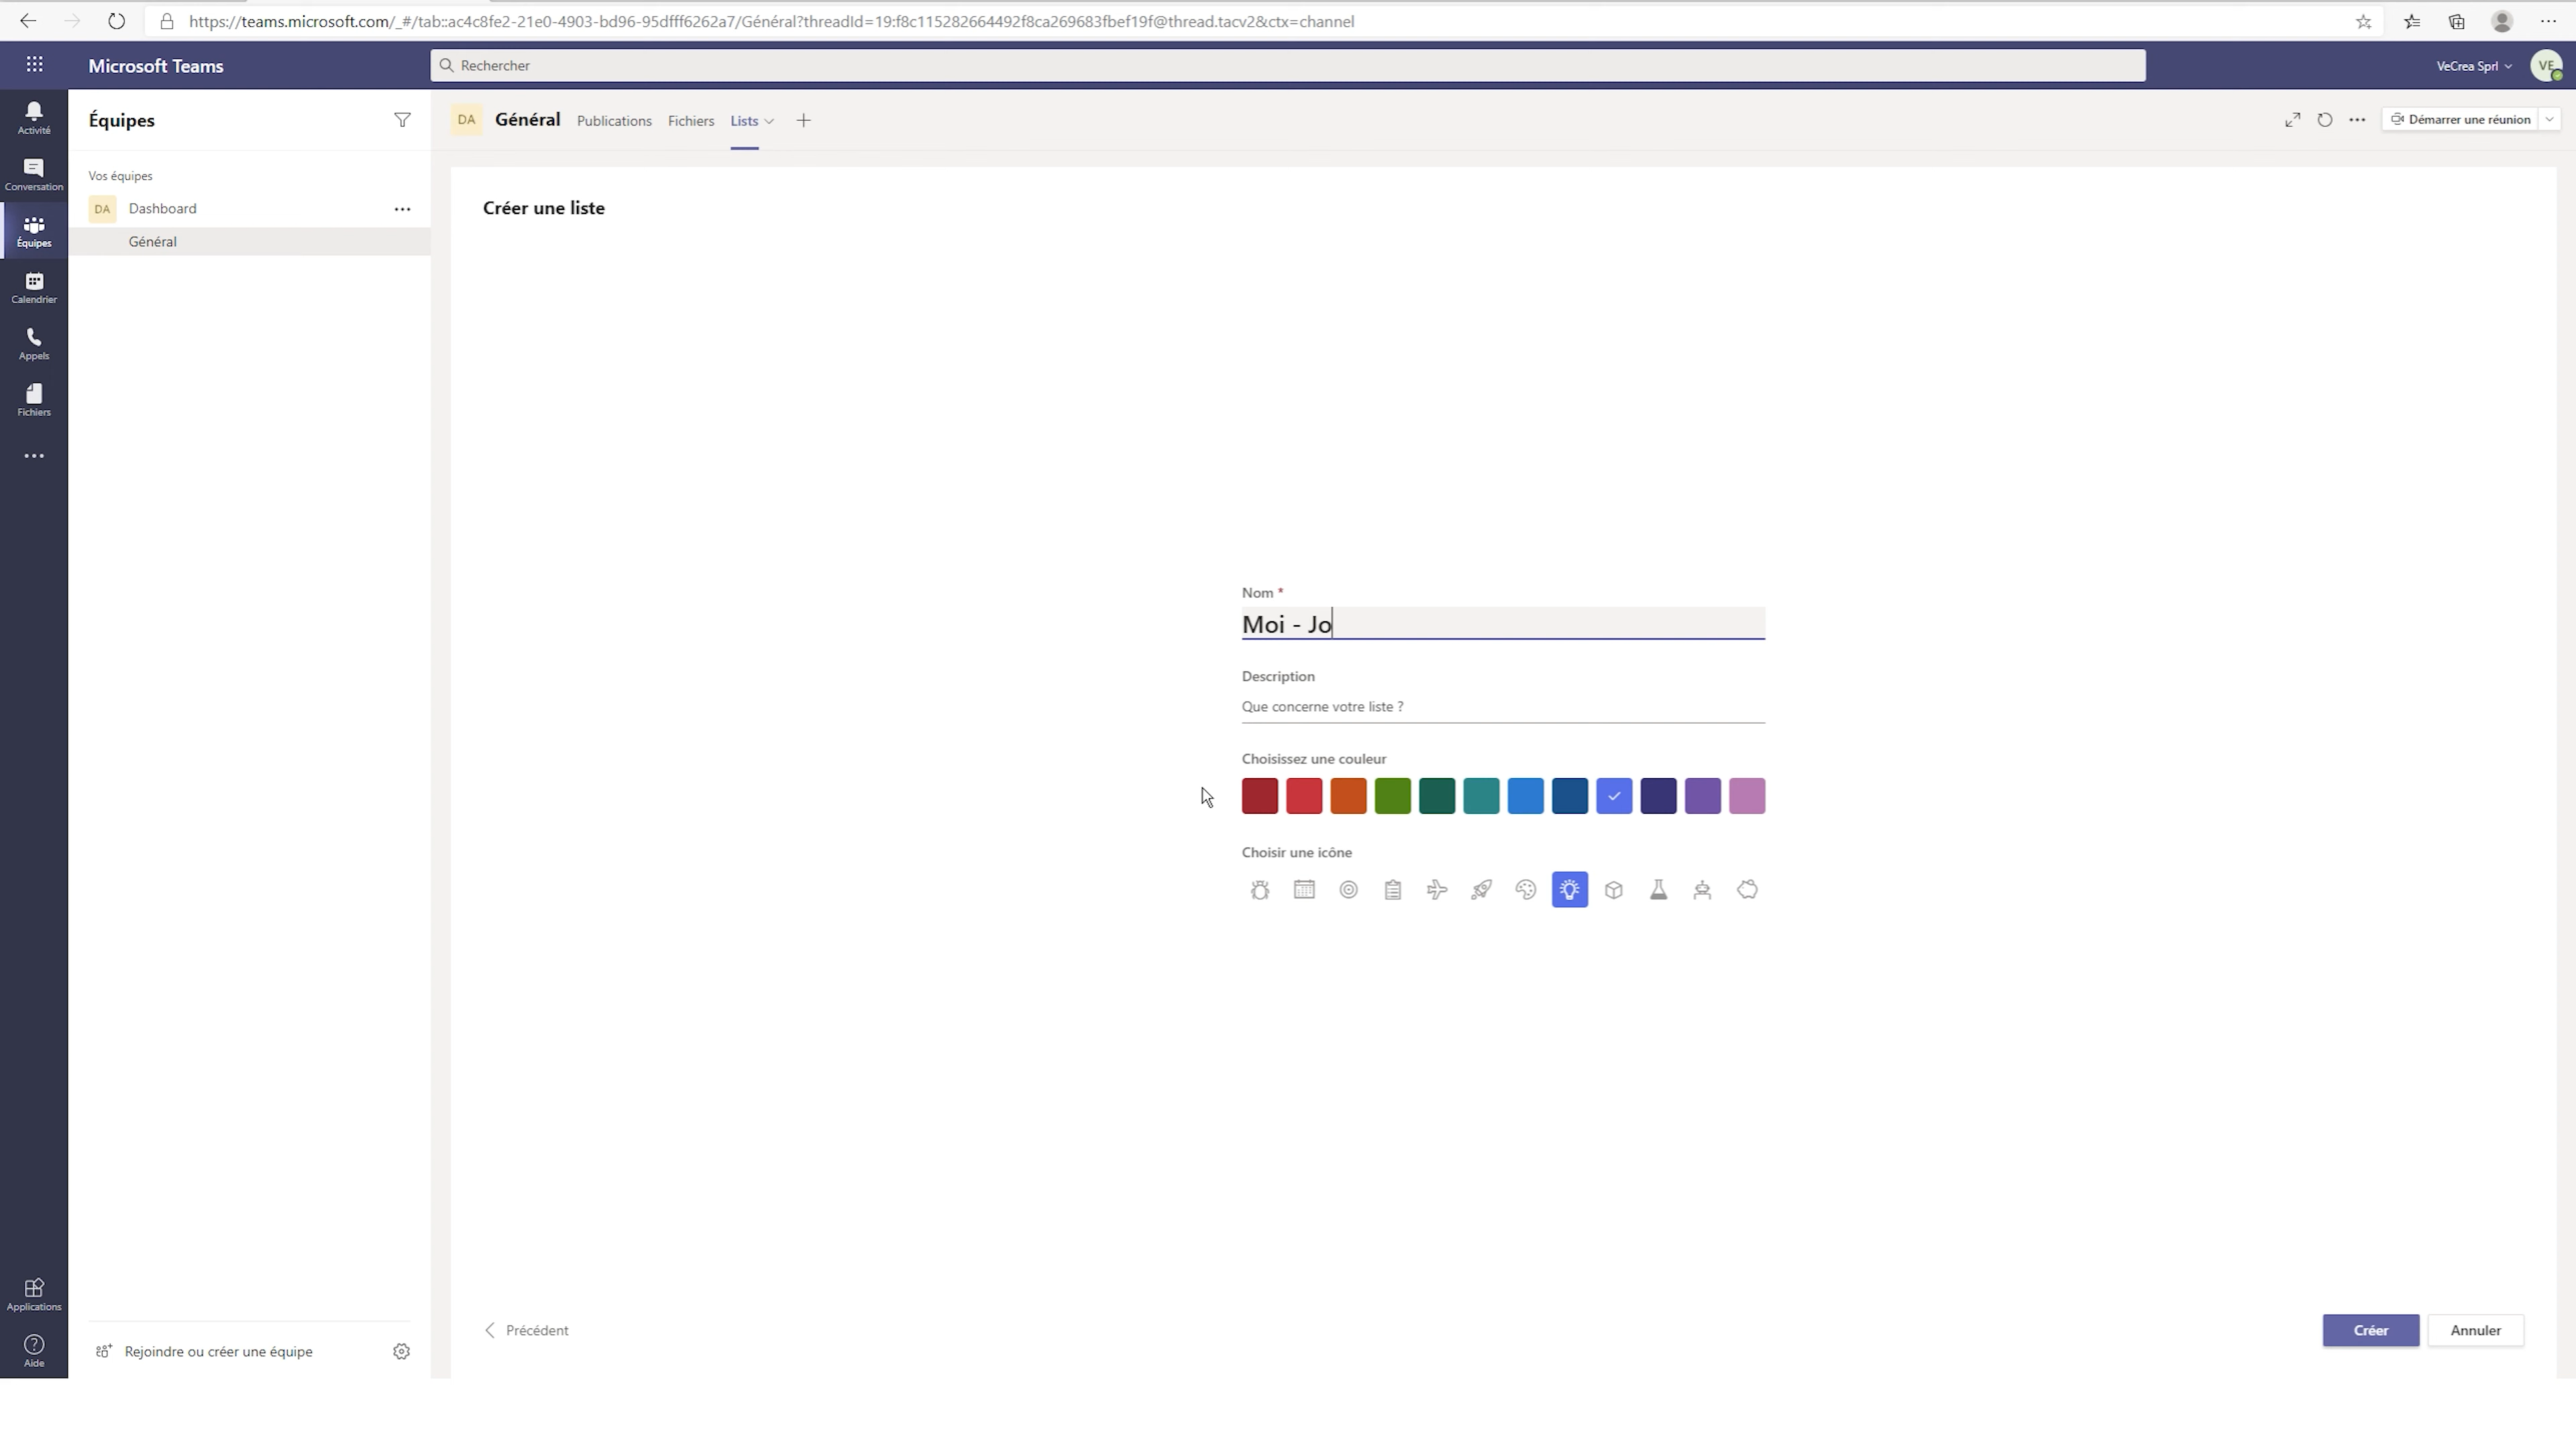 https://teams.microsoft.com/_#/tab::ac4c8fe2-21e0-4903-bd96-95dfff6262a7/Général?threadId=19:f8c115282664492f8ca269683fbef19f@thread.tacv2&ctx=channel
Microsoft Teams
Rechercher
VeCrea Sprl
VE
Activité
Conversation
Équipes
Calendrier
Appels
Fichiers
Applications
Aide
Équipes
Vos équipes
DA Dashboard
Général
Rejoindre ou créer une équipe
DA Général Publications Fichiers Lists
Démarrer une réunion
Créer une liste
Nom *
Moi - Jo
Description
Que concerne votre liste ?
Choisissez une couleur
Choisir une icône
Précédent
Créer
Annuler